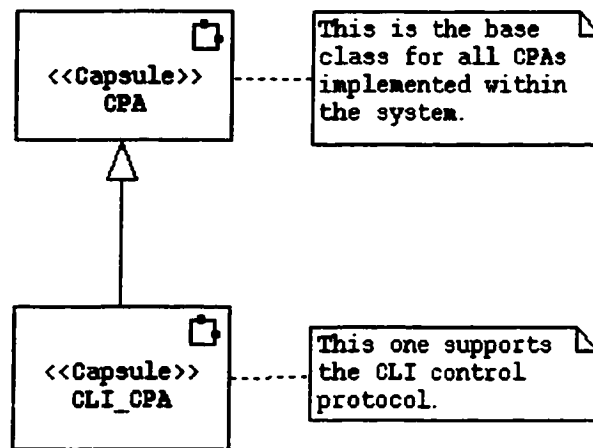 <<Capsule>>
CPA
This is the base
class for all CPAs
implemented within
the system.
<<Capsule>>
CLI_CPA
This one supports
the CLI control
protocol.